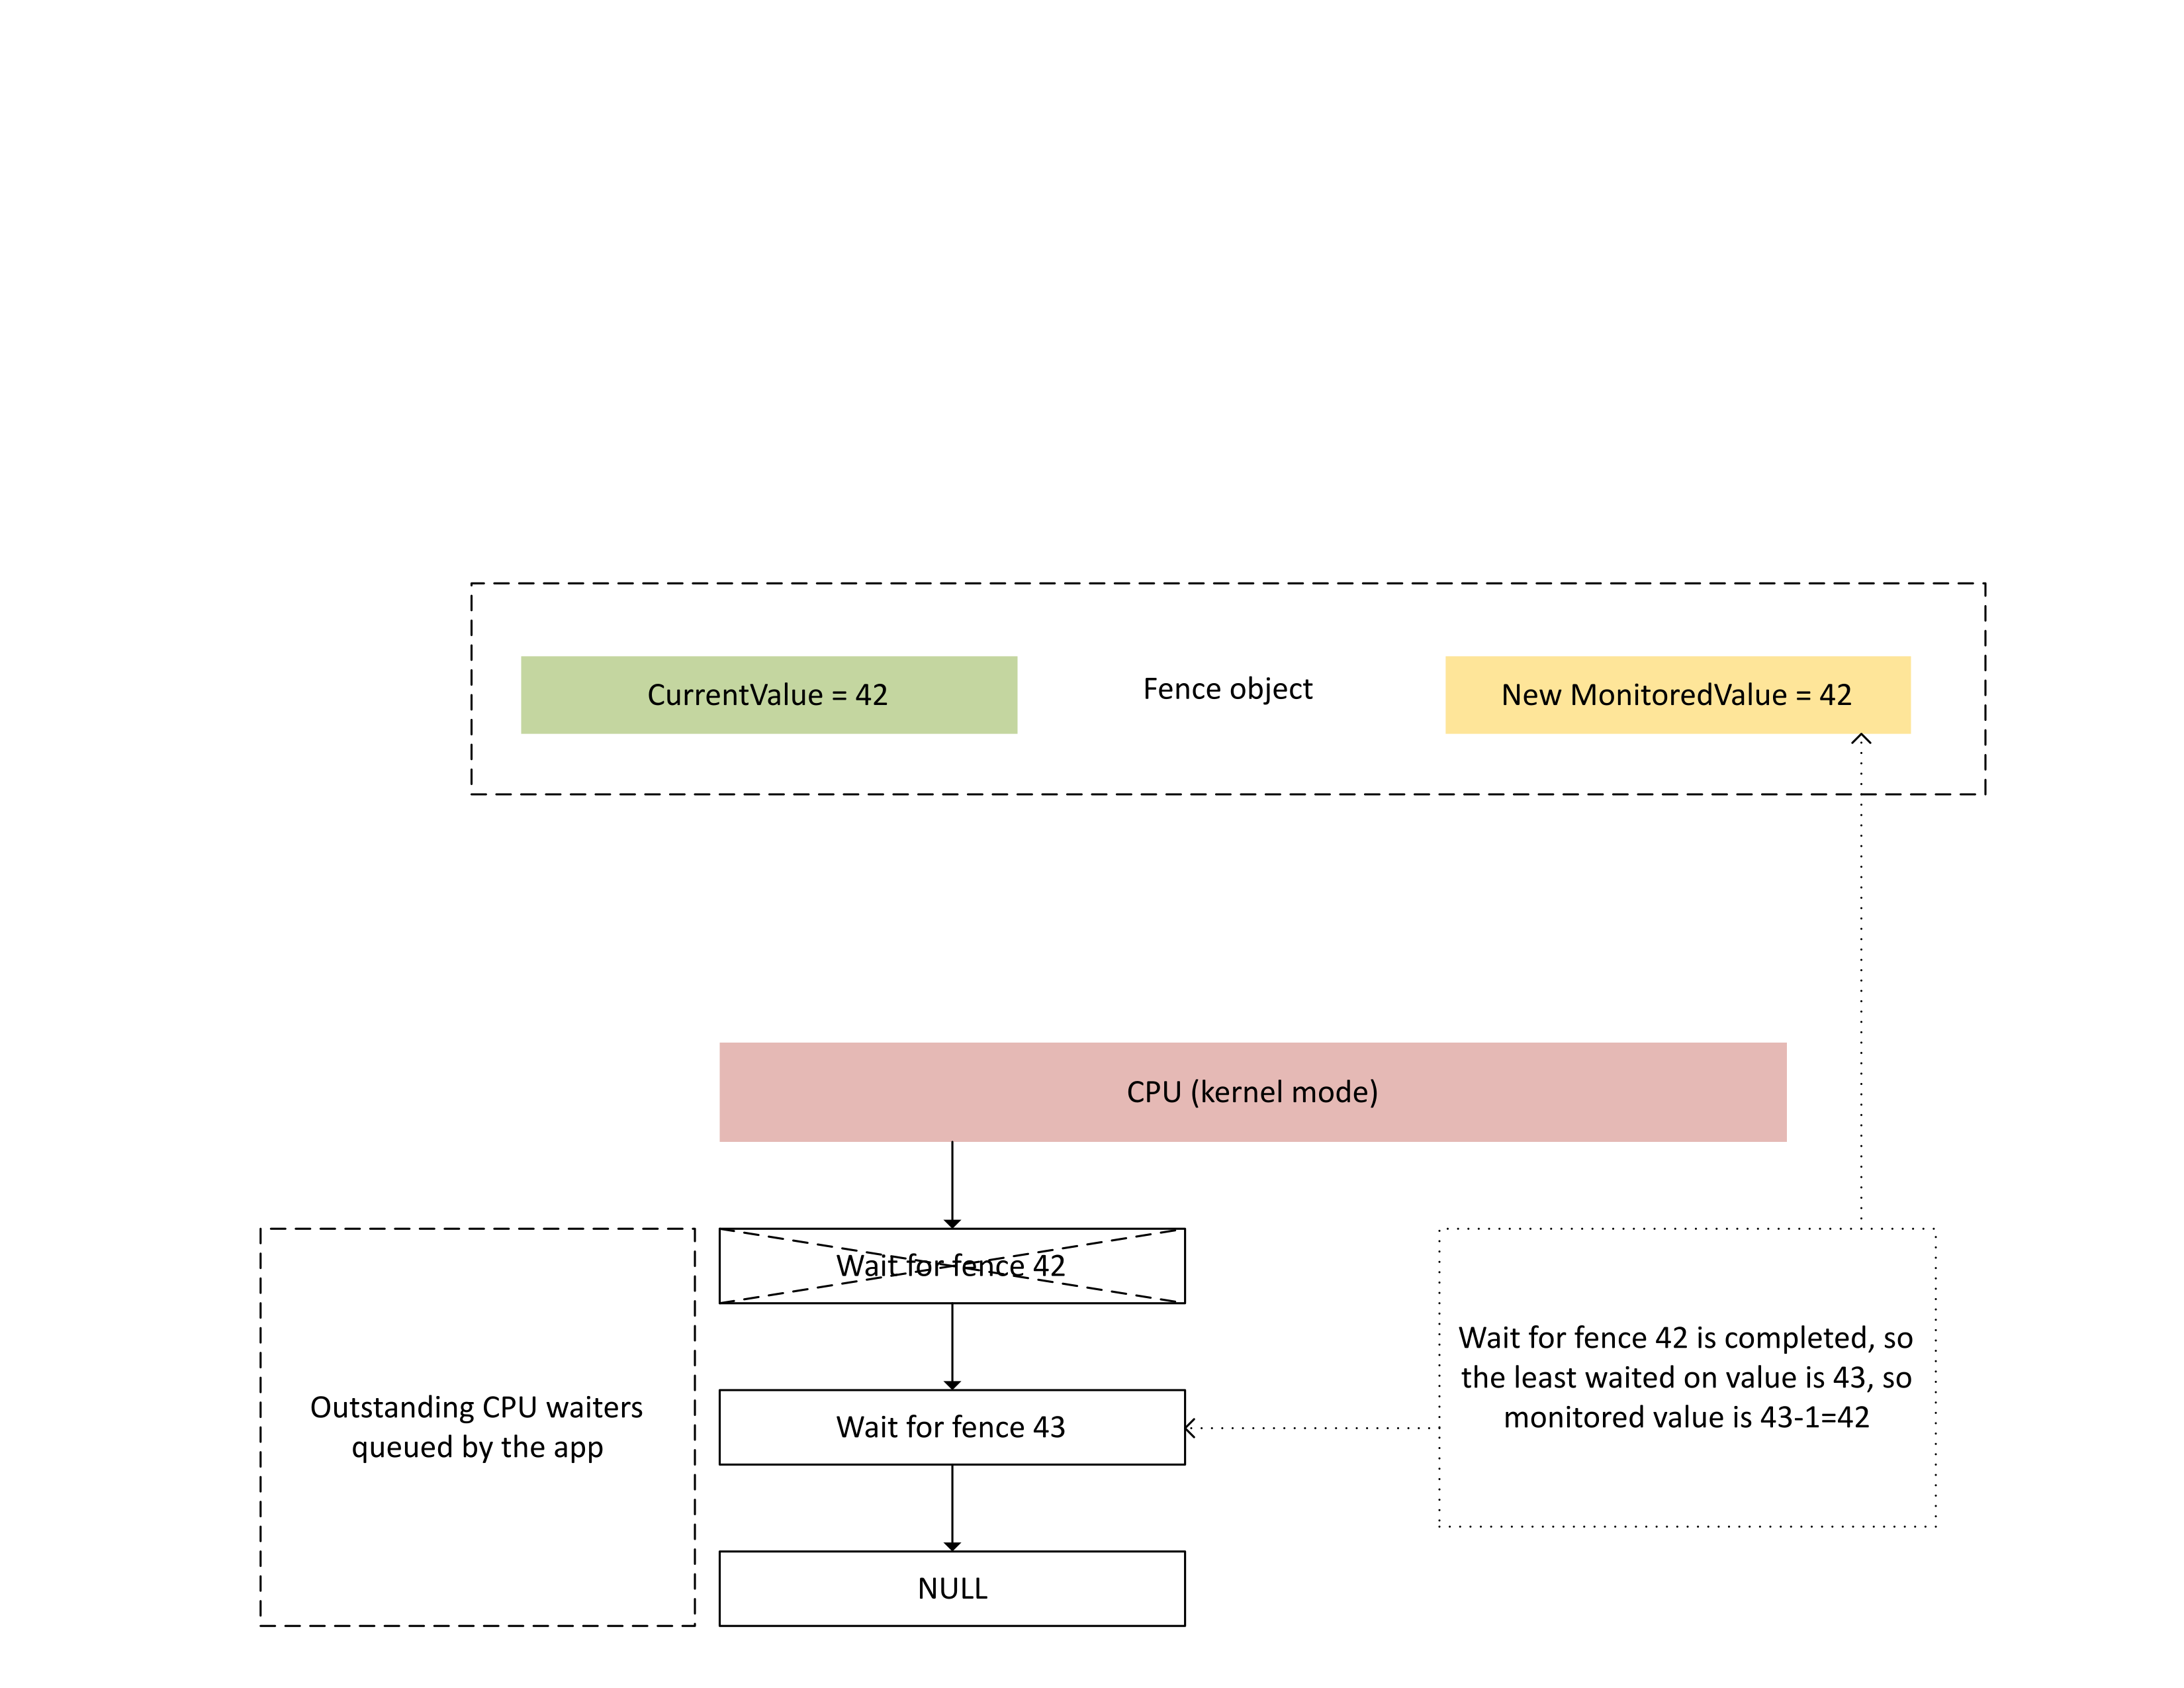 CurrentValue = 42
Fence object
New MonitoredValue = 42
CPU (kernel mode)
Wait for fence 42
Outstanding CPU waiters
queued by the app
Wait for fence 43
Wait for fence 42 is completed, so
the least waited on value is 43, so
monitored value is 43-1=42
NULL